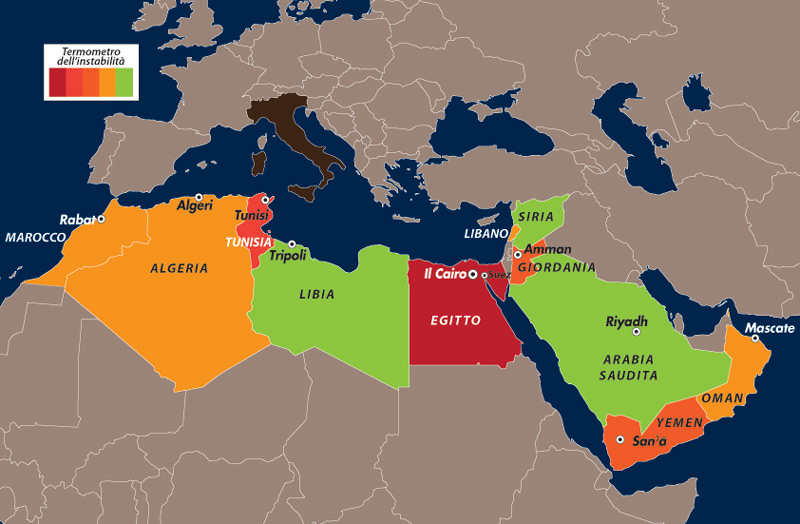 Termometro
dell'instabilità
Rabat
MAROCCO
Algeri
ALGERIA
Tunisi
TUNISIA
Tripoli
LIBIA
Il Cairo
Suez
EGITTO
LIBANO
SIRIA
Amman
GIORDANIA
Riyadh
ARABIA
SAUDITA
Mascate
OMAN
YEMEN
San'a